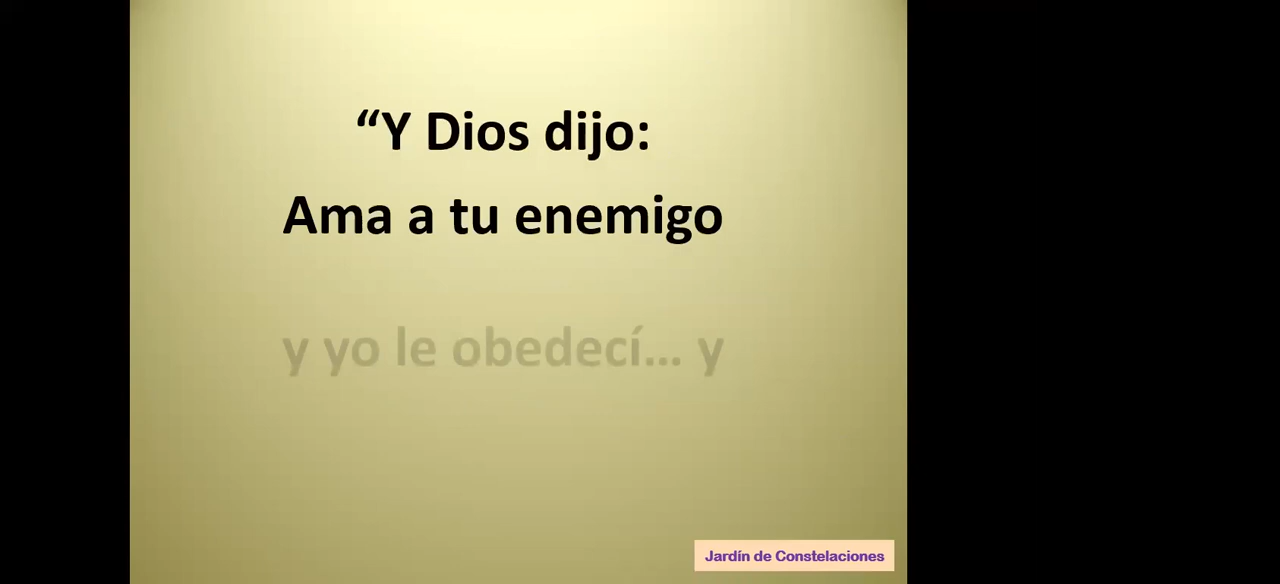 “Y Dios dijo:
Ama a tu enemigo
y yo le obedecí... y
Jardín de Constelaciones